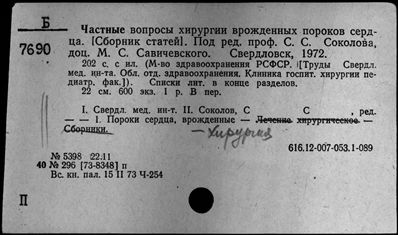 Б
7690
Частные вопросы хирургии врожденных пороков серд-
ца. [Сборник статей]. Под ред. проф. С. С. Соколова,
доц. М. С. Савичевского. Свердловск, 1972.
202 с. с ил. (М-во здравоохранения РСФСР. [Труды Свердл.
мед. ин-та. Обл. отд. здравоохранения. Клиника госпит. хирургии пе-
диатр. фак.]). Списки лит. в конце разделов.
22 см. 600 экз. 1 р. В пер.
I. Свердл. мед. ин-т. II. Соколов, С С , ред.
— — 1. Пороки сердца, врожденные — Лечение хирургическое. —
Сборники. — Хирургия
616.12-007-053.1-089
№ 5398 22.11
40 № 296 [73-8348] п
Вс. кн. пал. 15 II 73 Ч-254
П